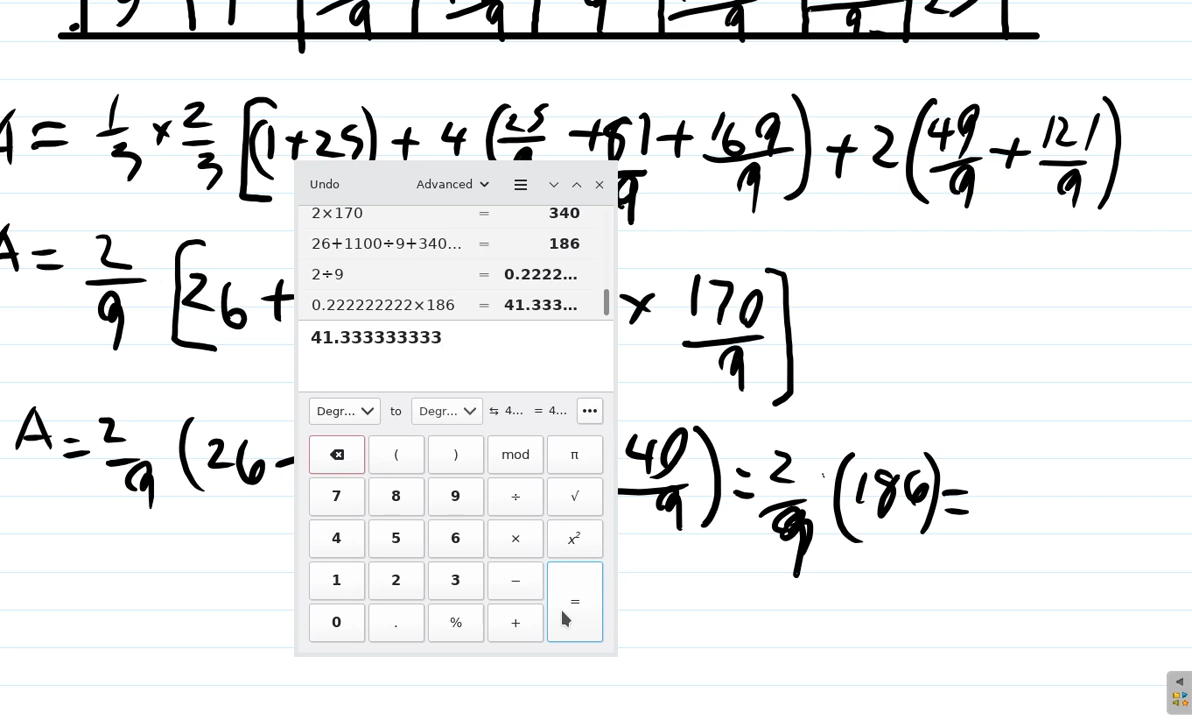 A = 1/3 × 2/3 [(1+25) + 4 (25/9 + 81/9 + 169/9) + 2 (49/9 + 121/9)
Undo Advanced
2×170 = 340
26+1100÷9+340… = 186
2÷9 = 0.2222…
0.222222222×186 = 41.333…
41.333333333
A = 2/9 [26 + × 170/9]
Degr... to Degr... ⇆ 4... = 4... •••
A = 2/9 (26 40/9) = 2/9 (186) =
( ) mod π
7 8 9 ÷ √
4 5 6 × x²
1 2 3 − =
0 . % +